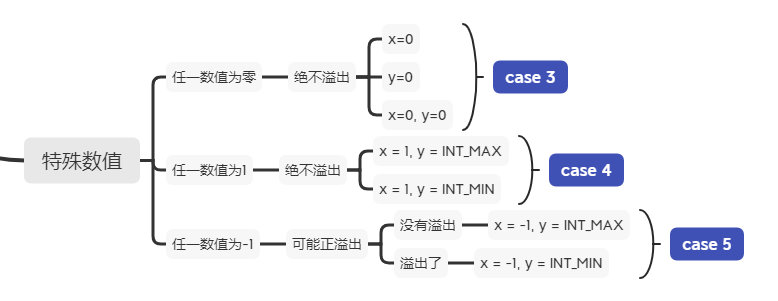 特殊数值
任一数值为零
绝不溢出
x=0
y=0
x=0, y=0
case 3
任一数值为1
绝不溢出
x = 1, y = INT_MAX
x = 1, y = INT_MIN
case 4
任一数值为-1
可能正溢出
没有溢出
x = -1, y = INT_MAX
溢出了
x = -1, y = INT_MIN
case 5